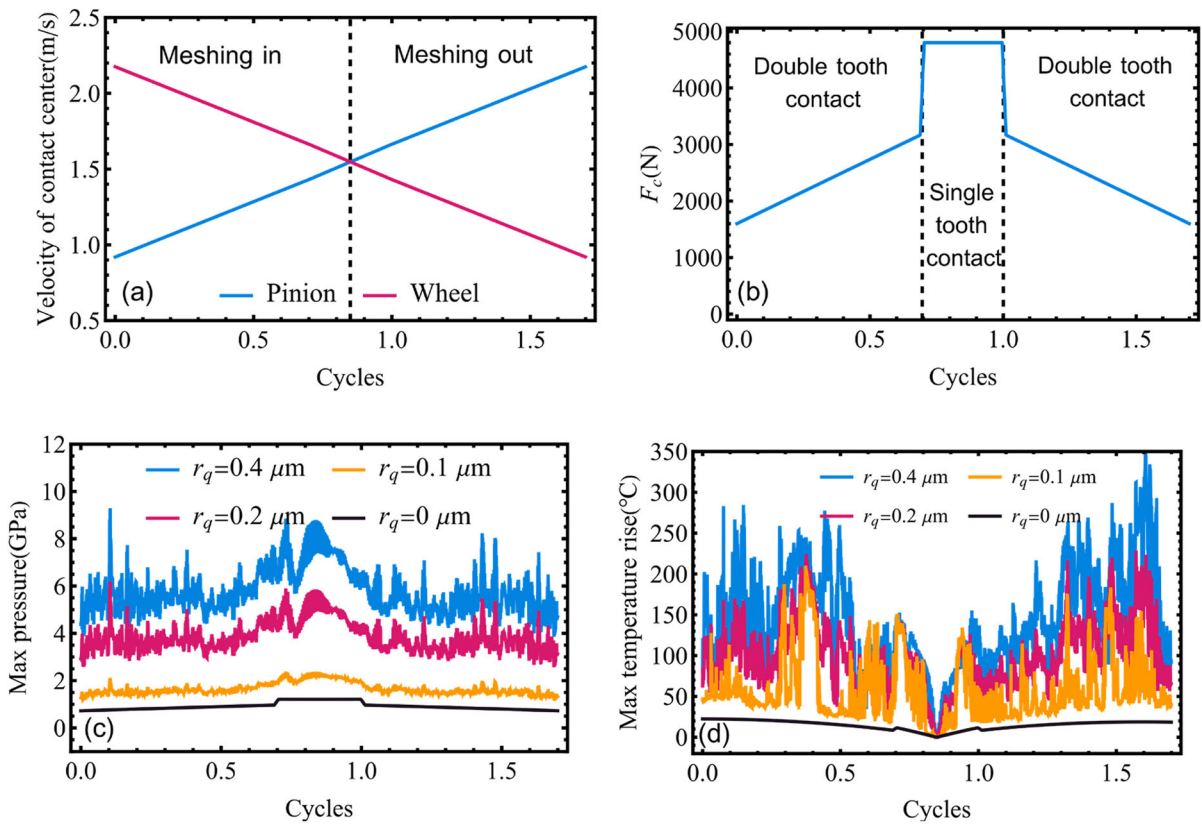 2.5
2.0
1.5
1.0
0.5
Velocity of contact center(m/s)
Meshing in
Meshing out
(a)
Pinion
Wheel
0.0
0.5
1.0
1.5
Cycles
5000
4000
3000
2000
1000
0
F_c(N)
Double tooth
contact
Double tooth
contact
Single
tooth
contact
(b)
0.0
0.5
1.0
1.5
Cycles
12
10
8
6
4
2
0
Max pressure(GPa)
r_q=0.4 μm
r_q=0.1 μm
r_q=0.2 μm
r_q=0 μm
(c)
0.0
0.5
1.0
1.5
Cycles
350
300
250
200
150
100
50
0
Max temperature rise(°C)
r_q=0.4 μm
r_q=0.1 μm
r_q=0.2 μm
r_q=0 μm
(d)
0.0
0.5
1.0
1.5
Cycles